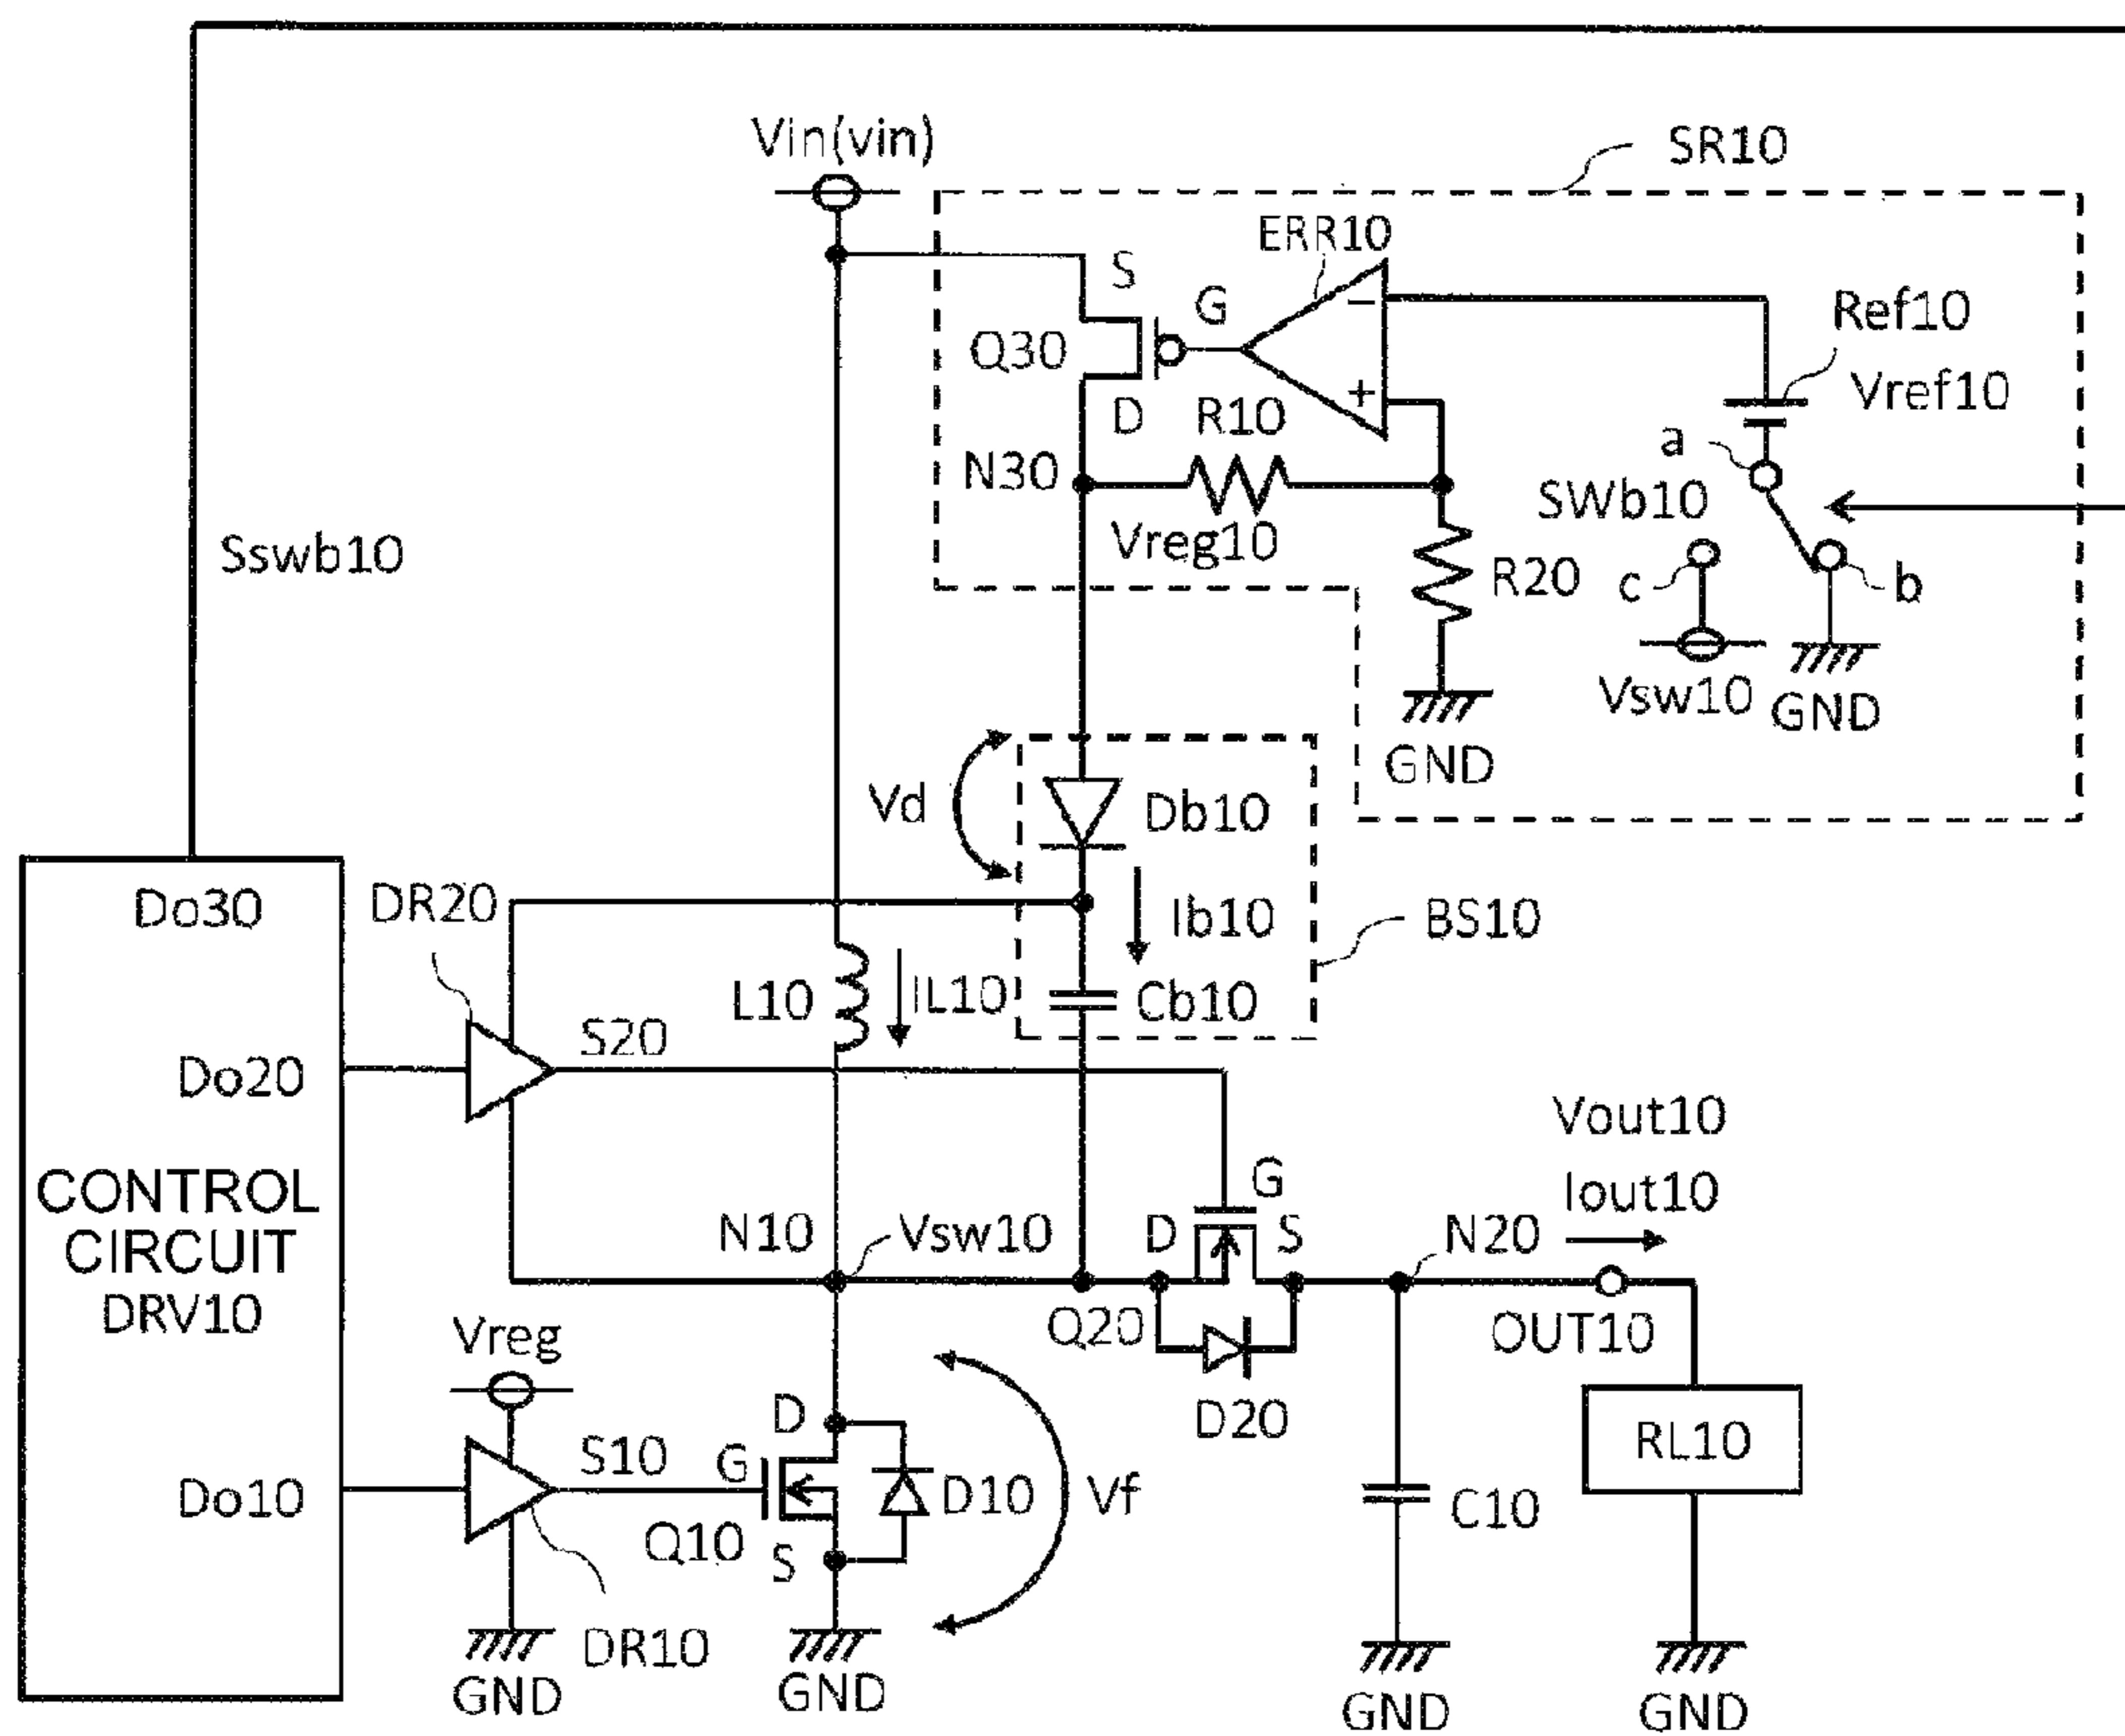 Vin(vin)
SR10
ERR10
S
G
Q30
−
+
Ref10
Vref10
D
R10
a
N30
SWb10
Vreg10
Sswb10
R20
c
b
Vsw10
GND
GND
Vd
Db10
Do30
DR20
Ib10
BS10
L10
IL10
Cb10
S20
Do20
Vout10
Iout10
CONTROL
CIRCUIT
DRV10
G
N10
Vsw10
D
S
N20
Q20
OUT10
Vreg
D20
D
S10
G
D10
Vf
RL10
Do10
C10
Q10
S
DR10
GND
GND
GND
GND